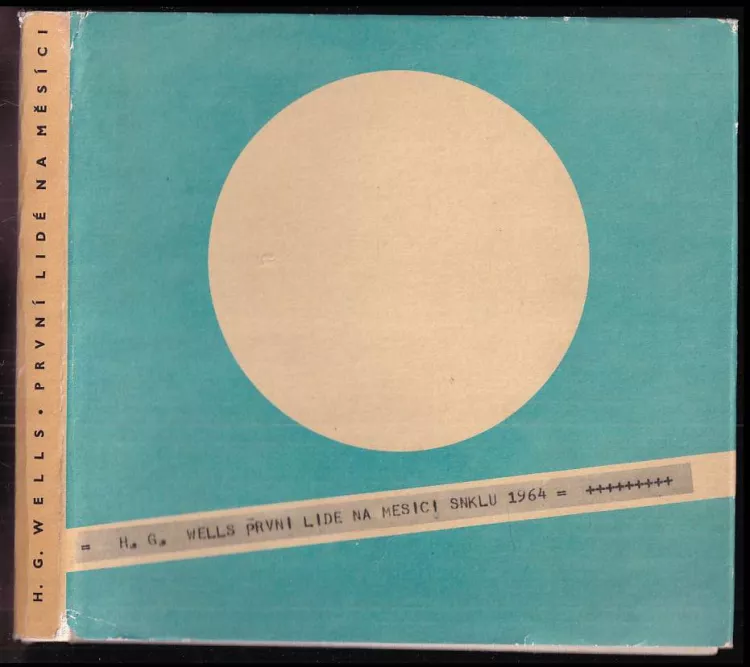 H. G. WELLS · PRVNÍ LIDÉ NA MĚSÍCI
= H. G. WELLS PRVNI LIDE NA MESICI SNKLU 1964 = +++++++++